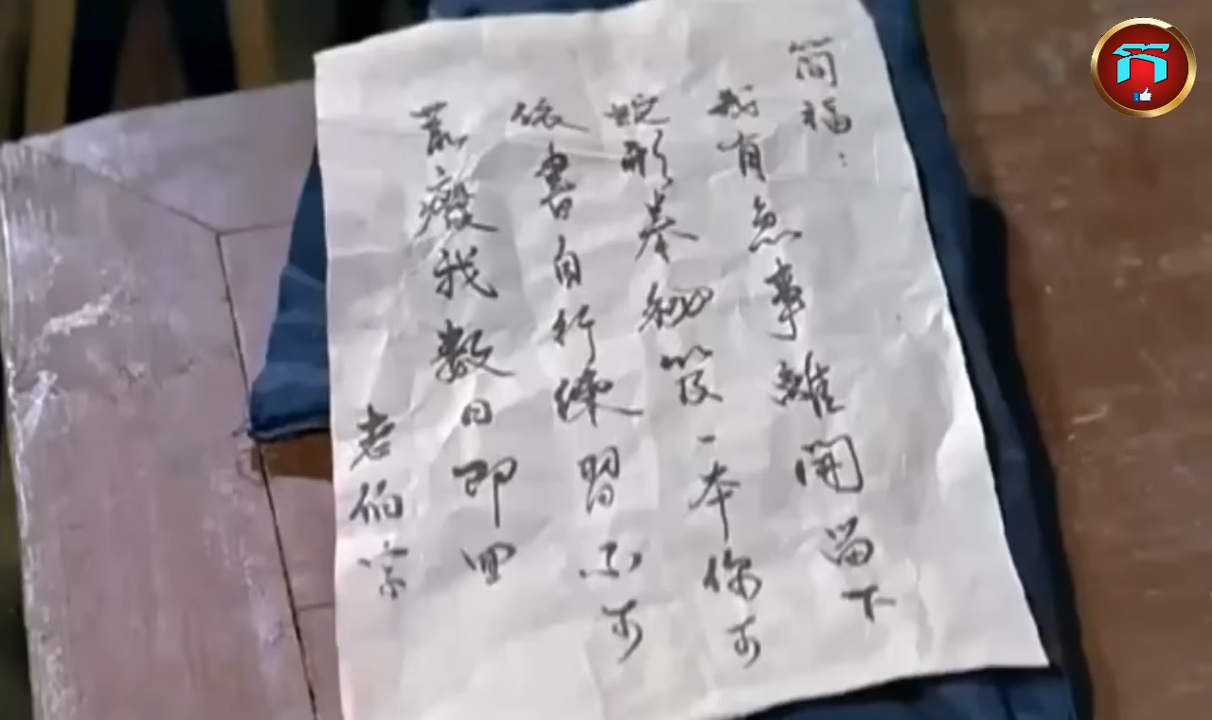 簡福：
我有急事離開留下
蛇形拳秘笈一本你可
依書自行練習不可
荒廢我數日即回
老伯字